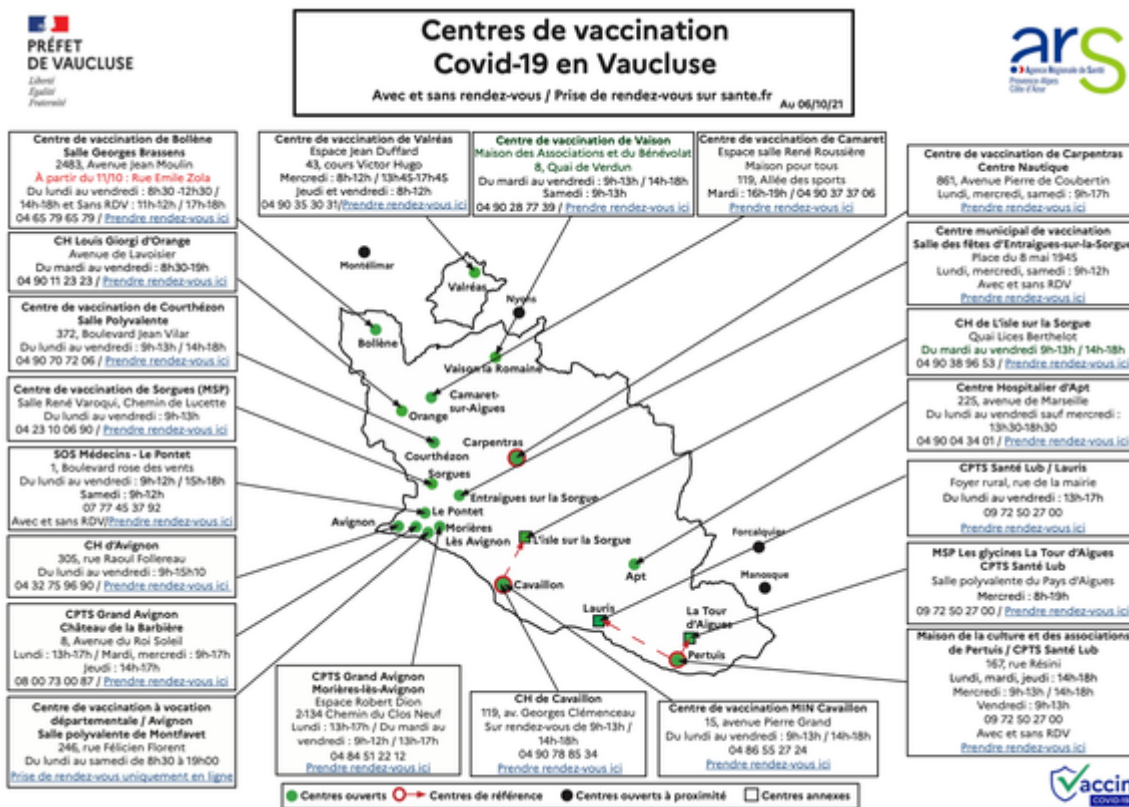 PRÉFET
DE VAUCLUSE
Liberté
Égalité
Fraternité
Centres de vaccination
Covid-19 en Vaucluse
Avec et sans rendez-vous / Prise de rendez-vous sur sante.fr
Au 06/10/21
ars
Agence Régionale de Santé
Provence-Alpes
Côte d'Azur
Centre de vaccination de Bollène
Salle Georges Brassens
2483, Avenue Jean Moulin
À partir du 11/10 : Rue Emile Zola
Du lundi au vendredi : 8h30 -12h30 /
14h-18h et Sans RDV : 11h-12h / 17h-18h
04 65 79 65 79 / Prendre rendez-vous ici
CH Louis Giorgi d'Orange
Avenue de Lavoisier
Du mardi au vendredi : 8h30-19h
04 90 11 23 23 / Prendre rendez-vous ici
Centre de vaccination de Courthézon
Salle Polyvalente
372, Boulevard Jean Vilar
Du lundi au vendredi : 9h-13h / 14h-18h
04 90 70 72 06 / Prendre rendez-vous ici
Centre de vaccination de Sorgues (MSP)
Salle René Varoqui, Chemin de Lucette
Du lundi au vendredi : 9h-13h
04 23 10 06 90 / Prendre rendez-vous ici
SOS Médecins - Le Pontet
1, Boulevard rose des vents
Du lundi au vendredi : 9h-12h / 15h-18h
Samedi : 9h-12h
07 77 45 37 92
Avec et sans RDV/Prendre rendez-vous ici
CH d'Avignon
305, rue Raoul Follereau
Du lundi au vendredi : 9h-15h10
04 32 75 96 90 / Prendre rendez-vous ici
CPTS Grand Avignon
Château de la Barbière
8, Avenue du Roi Soleil
Lundi : 13h-17h / Mardi, mercredi : 9h-17h
Jeudi : 14h-17h
08 00 73 00 87 / Prendre rendez-vous ici
Centre de vaccination à vocation
départementale / Avignon
Salle polyvalente de Montfavet
246, rue Félicien Florent
Du lundi au samedi de 8h30 à 19h00
Prise de rendez-vous uniquement en ligne
Centre de vaccination de Valréas
Espace Jean Duffard
43, cours Victor Hugo
Mercredi : 8h-12h / 13h45-17h45
Jeudi et vendredi : 8h-12h
04 90 35 30 31/Prendre rendez-vous ici
Centre de vaccination de Vaison
Maison des Associations et du Bénévolat
8, Quai de Verdun
Du mardi au vendredi : 9h-13h / 14h-18h
Samedi : 9h-13h
04 90 28 77 39 / Prendre rendez-vous ici
Centre de vaccination de Camaret
Espace salle René Roussière
Maison pour tous
119, Allée des sports
Mardi : 16h-19h / 04 90 37 37 06
Prendre rendez-vous ici
Centre de vaccination de Carpentras
Centre Nautique
861, Avenue Pierre de Coubertin
Lundi, mercredi, samedi : 9h-17h
Prendre rendez-vous ici
Centre municipal de vaccination
Salle des fêtes d'Entraigues-sur-la-Sorgue
Place du 8 mai 1945
Lundi, mercredi, samedi : 9h-12h
Avec et sans RDV
Prendre rendez-vous ici
CH de L'isle sur la Sorgue
Quai Lices Berthelot
Du mardi au vendredi 9h-13h / 14h-18h
04 90 38 96 53 / Prendre rendez-vous ici
Centre Hospitalier d'Apt
225, avenue de Marseille
Du lundi au vendredi sauf mercredi :
13h30-18h30
04 90 04 34 01 / Prendre rendez-vous ici
CPTS Santé Lub / Lauris
Foyer rural, rue de la mairie
Du lundi au vendredi : 13h-17h
09 72 50 27 00
Prendre rendez-vous ici
MSP Les glycines La Tour d'Aigues
CPTS Santé Lub
Salle polyvalente du Pays d'Aigues
Mercredi : 8h-19h
09 72 50 27 00 / Prendre rendez-vous ici
Maison de la culture et des associations
de Pertuis / CPTS Santé Lub
167, rue Résini
Lundi, mardi, jeudi : 14h-18h
Mercredi : 9h-13h / 14h-18h
Vendredi : 9h-13h
09 72 50 27 00
Avec et sans RDV
Prendre rendez-vous ici
Montélimar
Valréas
Nyons
Bollène
Vaison la Romaine
Camaret-
sur-Aigues
Orange
Carpentras
Courthézon
Sorgues
Entraigues sur la Sorgue
Le Pontet
Avignon
Morières
Lès Avignon
L'isle sur la Sorgue
Forcalquier
Apt
Manosque
Cavaillon
Lauris
La Tour
d'Aigues
Pertuis
CPTS Grand Avignon
Morières-lès-Avignon
Espace Robert Dion
2-134 Chemin du Clos Neuf
Lundi : 13h-17h / Du mardi au
vendredi : 9h-12h / 13h-17h
04 84 51 22 12
Prendre rendez-vous ici
CH de Cavaillon
119, av. Georges Clémenceau
Sur rendez-vous de 9h-13h /
14h-18h
04 90 78 85 34
Prendre rendez-vous ici
Centre de vaccination MIN Cavaillon
15, avenue Pierre Grand
Du lundi au vendredi : 9h-13h / 14h-18h
04 86 55 27 24
Prendre rendez-vous ici
Centres ouverts
Centres de référence
Centres ouverts à proximité
Centres annexes
Vaccin
COVID-19